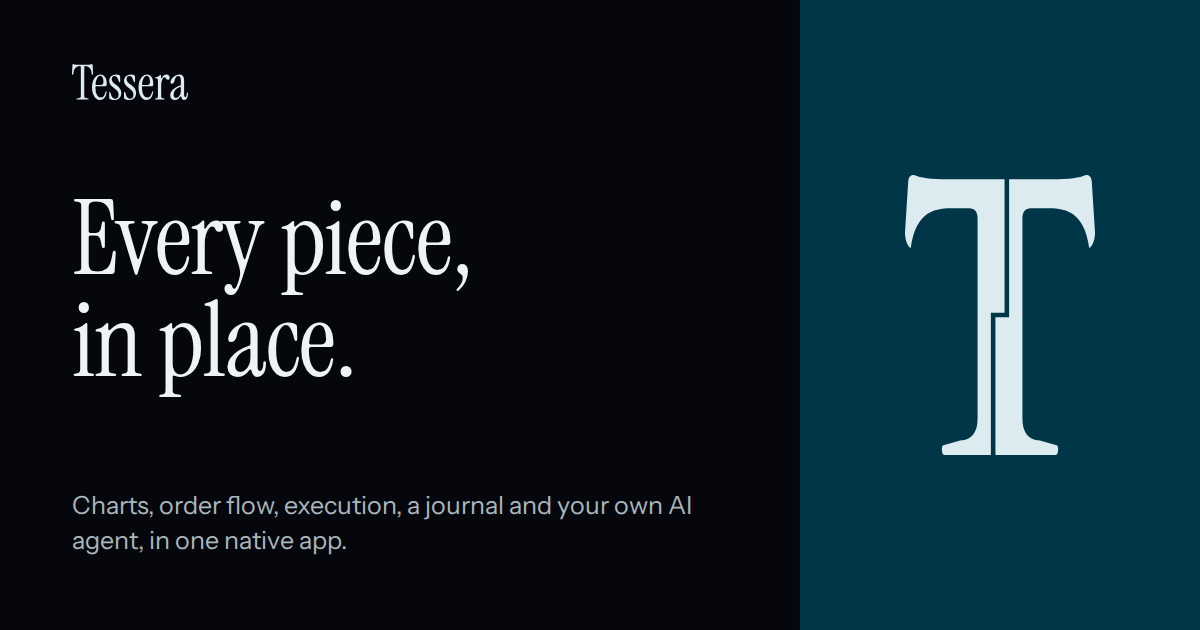 Tessera
Every piece,
in place.
Charts, order flow, execution, a journal and your own AI
agent, in one native app.
T